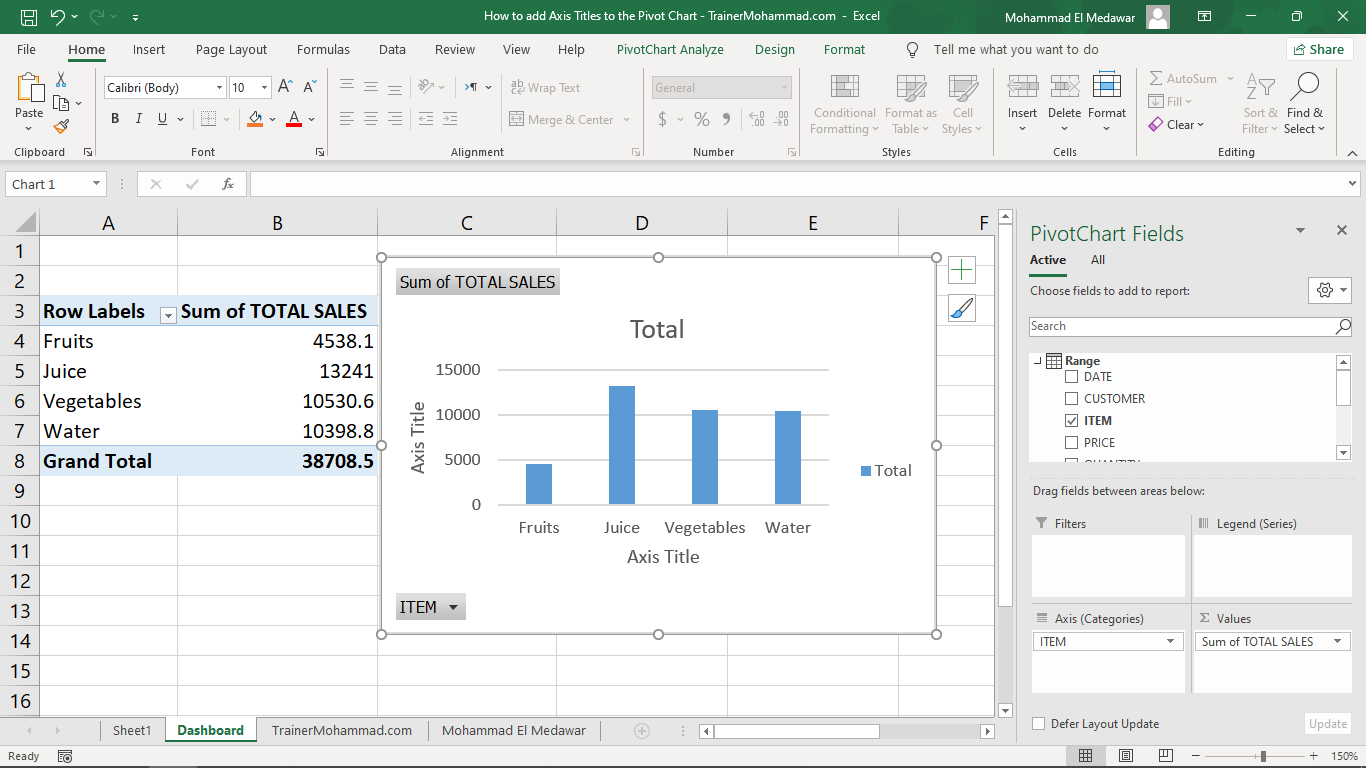 How to add Axis Titles to the Pivot Chart - TrainerMohammad.com - Excel
Mohammad El Medawar
File Home Insert Page Layout Formulas Data Review View Help PivotChart Analyze Design Format Tell me what you want to do Share
Paste
Calibri (Body) 10 A A
B I U A
Wrap Text
Merge & Center
General
$ % 9
Conditional Formatting
Format as Table
Cell Styles
Insert Delete Format
AutoSum
Fill
Clear
Sort & Filter
Find & Select
Clipboard Font Alignment Number Styles Cells Editing
Chart 1 fx
A B C D E F
1
2
3 Row Labels Sum of TOTAL SALES
4 Fruits 4538.1
5 Juice 13241
6 Vegetables 10530.6
7 Water 10398.8
8 Grand Total 38708.5
9
10
11
12
13
14
15
16
Sum of TOTAL SALES
Total
15000
10000
5000
0
Axis Title
Fruits Juice Vegetables Water
Axis Title
Total
ITEM
PivotChart Fields
Active All
Choose fields to add to report:
Search
Range
DATE
CUSTOMER
ITEM
PRICE
QUANTITY
Drag fields between areas below:
Filters Legend (Series)
Axis (Categories) Values
ITEM Sum of TOTAL SALES
Defer Layout Update Update
Sheet1 Dashboard TrainerMohammad.com Mohammad El Medawar
Ready 150%